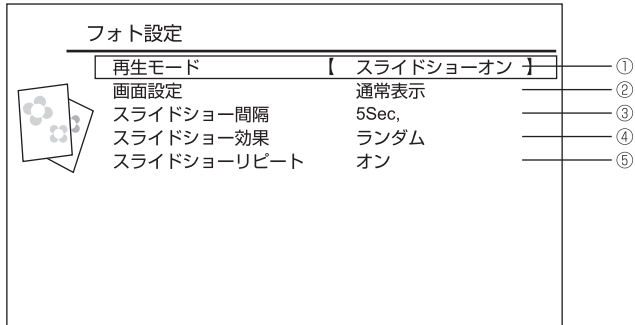 フォト設定
再生モード 【 スライドショーオン 】 ①
画面設定 通常表示 ②
スライドショー間隔 5Sec, ③
スライドショー効果 ランダム ④
スライドショーリピート オン ⑤